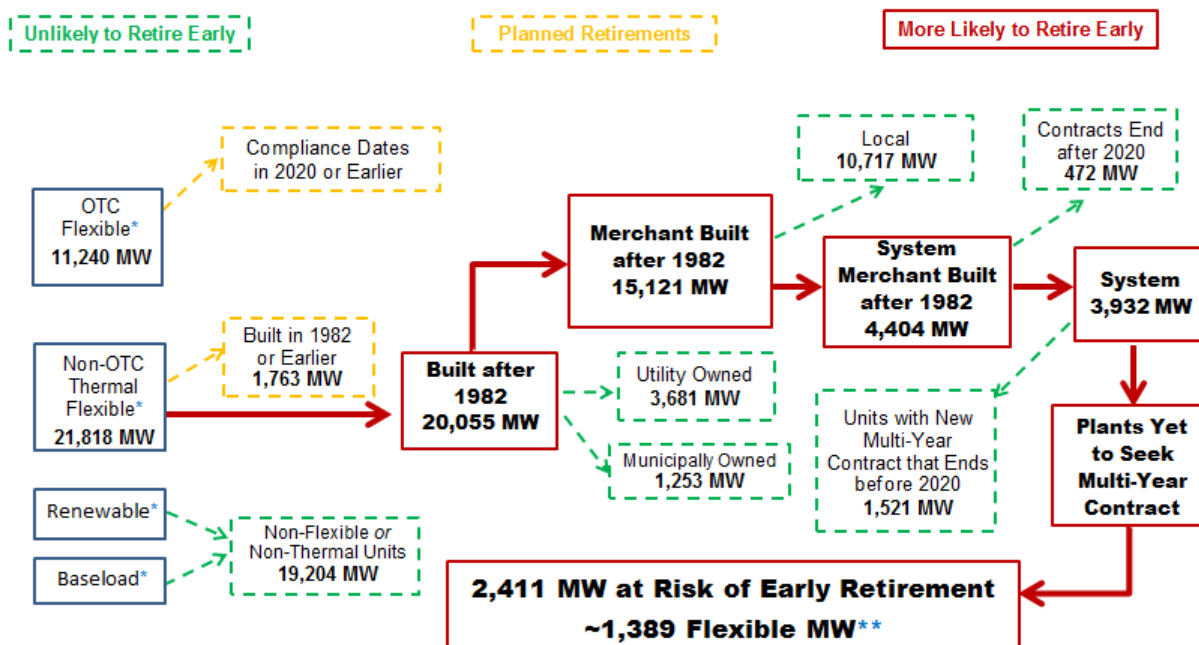 Unlikely to Retire Early
Planned Retirements
More Likely to Retire Early
OTC
Flexible*
11,240 MW
Compliance Dates
in 2020 or Earlier
Non-OTC
Thermal
Flexible*
21,818 MW
Built in 1982
or Earlier
1,763 MW
Renewable*
Baseload*
Non-Flexible or
Non-Thermal Units
19,204 MW
Built after
1982
20,055 MW
Merchant Built
after 1982
15,121 MW
Utility Owned
3,681 MW
Municipally Owned
1,253 MW
Local
10,717 MW
System
Merchant Built
after 1982
4,404 MW
Contracts End
after 2020
472 MW
System
3,932 MW
Units with New
Multi-Year
Contract that Ends
before 2020
1,521 MW
Plants Yet
to Seek
Multi-Year
Contract
2,411 MW at Risk of Early Retirement
~1,389 Flexible MW**